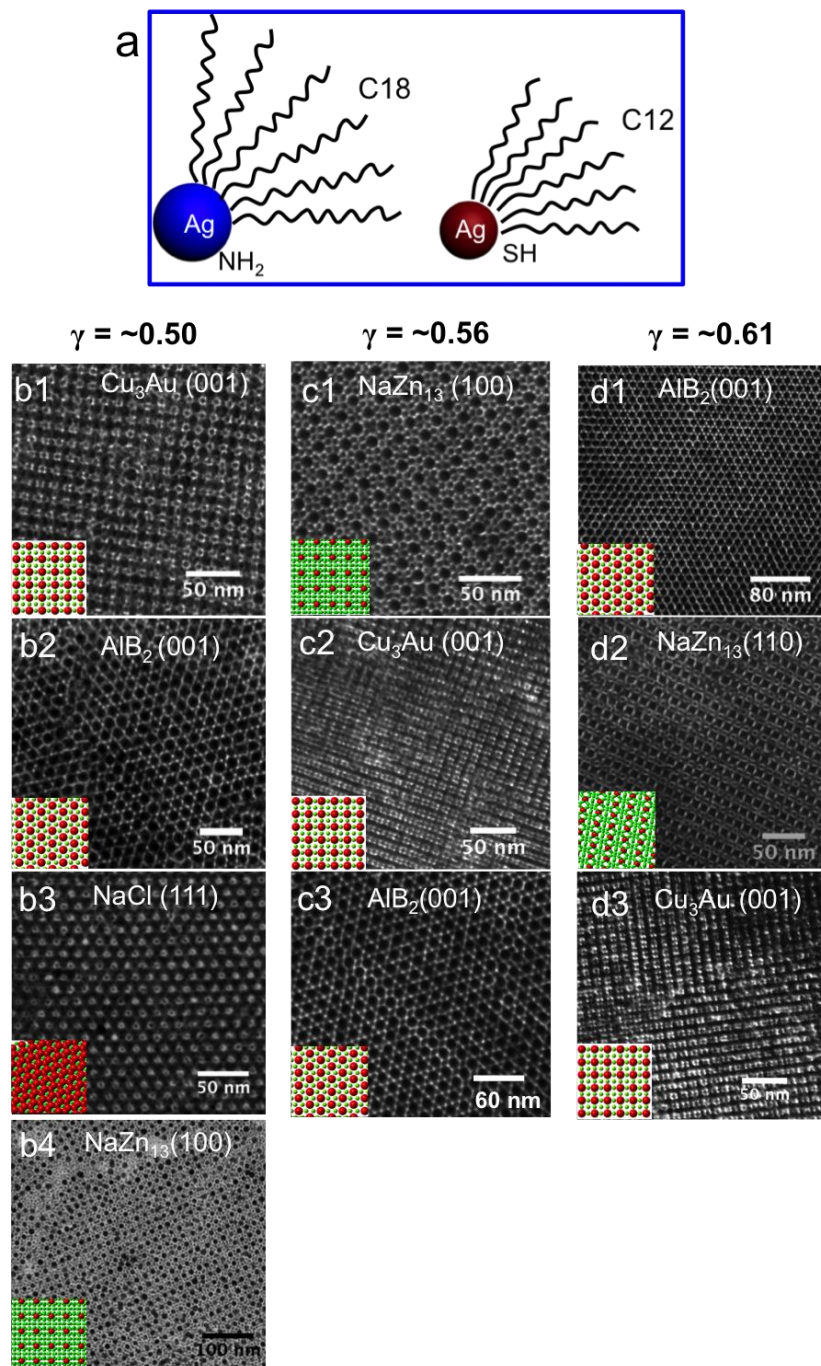 a
C18
C12
Ag
NH₂
Ag
SH
γ = ~0.50
γ = ~0.56
γ = ~0.61
b1 Cu₃Au (001)
50 nm
c1 NaZn₁₃ (100)
50 nm
d1 AlB₂(001)
80 nm
b2 AlB₂ (001)
50 nm
c2 Cu₃Au (001)
50 nm
d2 NaZn₁₃(110)
50 nm
b3 NaCl (111)
50 nm
c3 AlB₂(001)
60 nm
d3 Cu₃Au (001)
50 nm
b4 NaZn₁₃(100)
100 nm